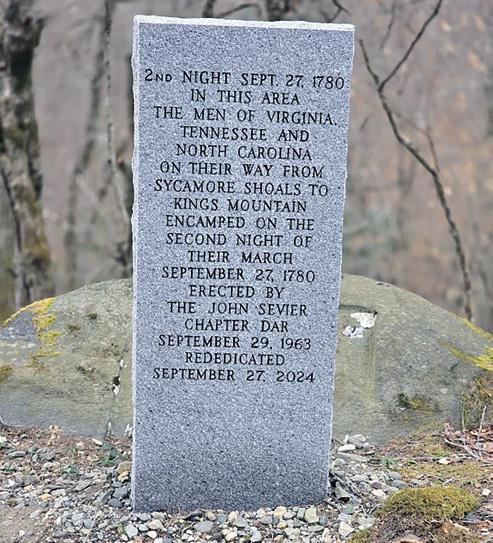 2ND NIGHT SEPT. 27, 1780
IN THIS AREA
THE MEN OF VIRGINIA,
TENNESSEE AND
NORTH CAROLINA
ON THEIR WAY FROM
SYCAMORE SHOALS TO
KINGS MOUNTAIN
ENCAMPED ON THE
SECOND NIGHT OF
THEIR MARCH
SEPTEMBER 27, 1780
ERECTED BY
THE JOHN SEVIER
CHAPTER DAR
SEPTEMBER 29, 1963
REDEDICATED
SEPTEMBER 27, 2024